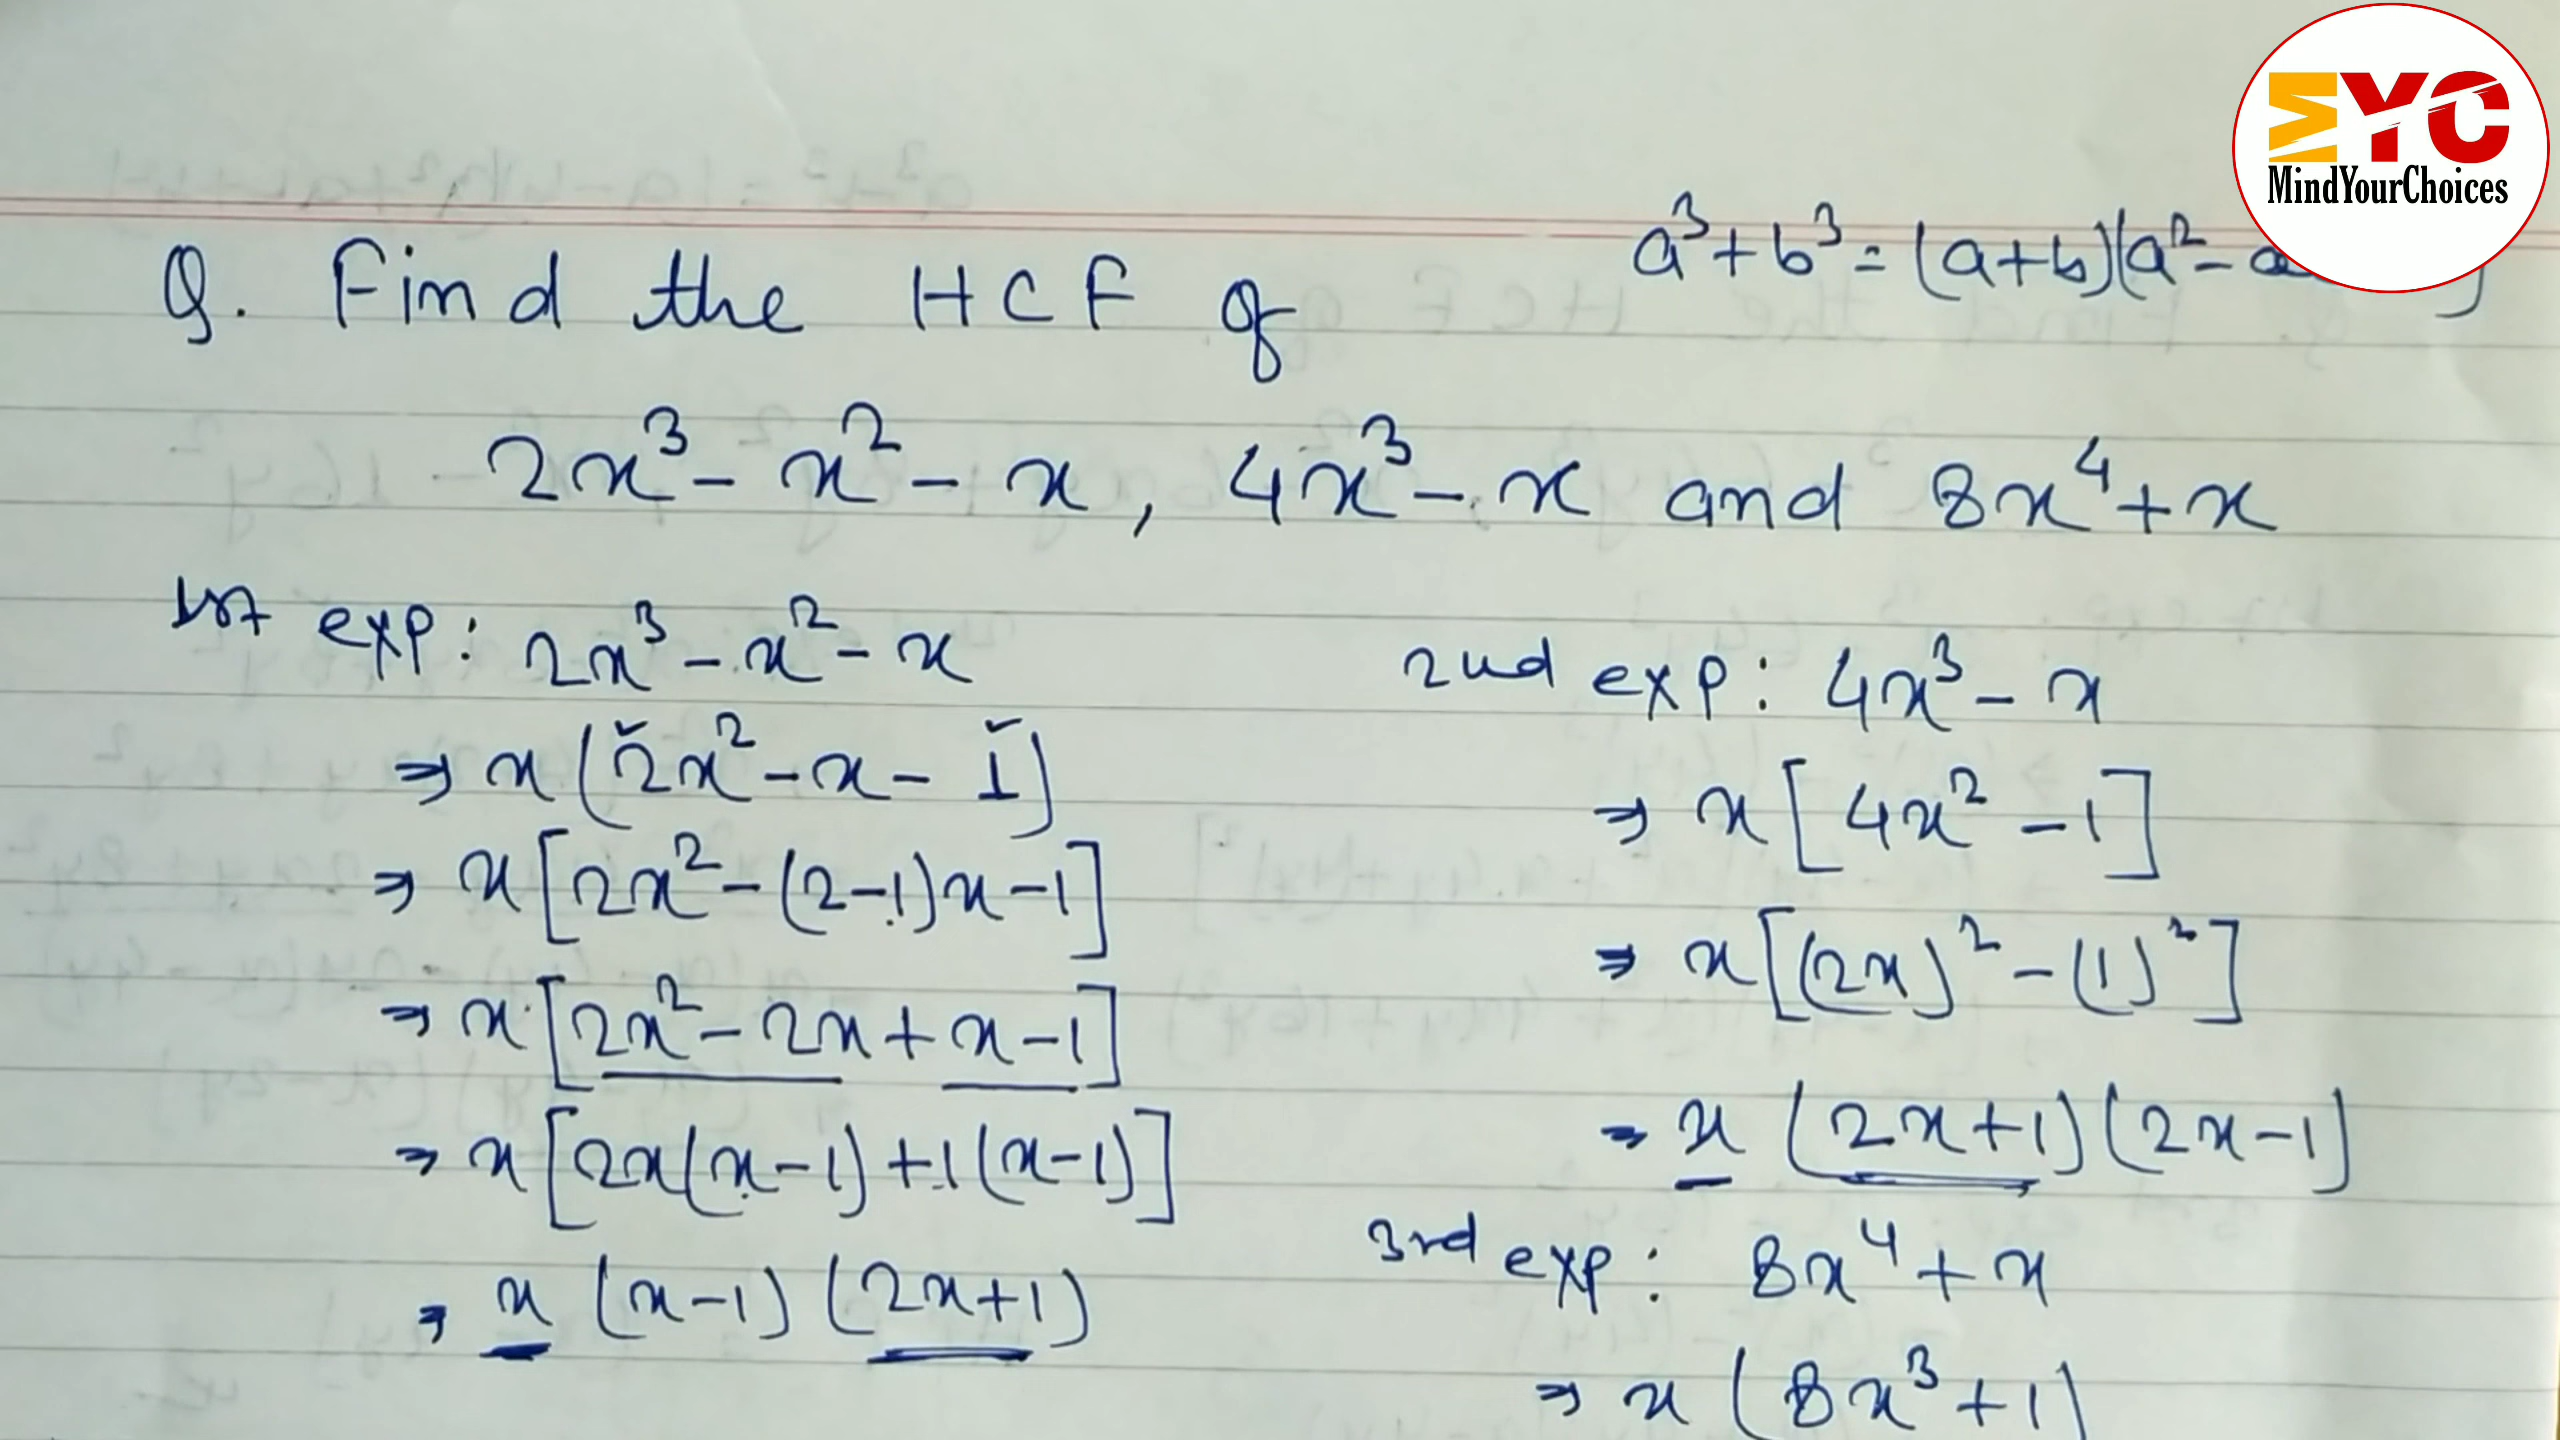 MYC
MindYourChoices
a³+b³=(a+b)(a²-
Q. Find the HCF of
2x³-x²-x, 4x³-x and 8x⁴+x
1st exp: 2x³-x²-x
⇒ x(2x²-x-1)
⇒ x[2x²-(2-1)x-1]
⇒ x[2x²-2x+x-1]
⇒ x[2x(x-1)+1(x-1)]
⇒ x(x-1)(2x+1)
2nd exp: 4x³-x
⇒ x[4x²-1]
⇒ x[(2x)²-(1)²]
⇒ x(2x+1)(2x-1)
3rd exp: 8x⁴+x
⇒ x(8x³+1)